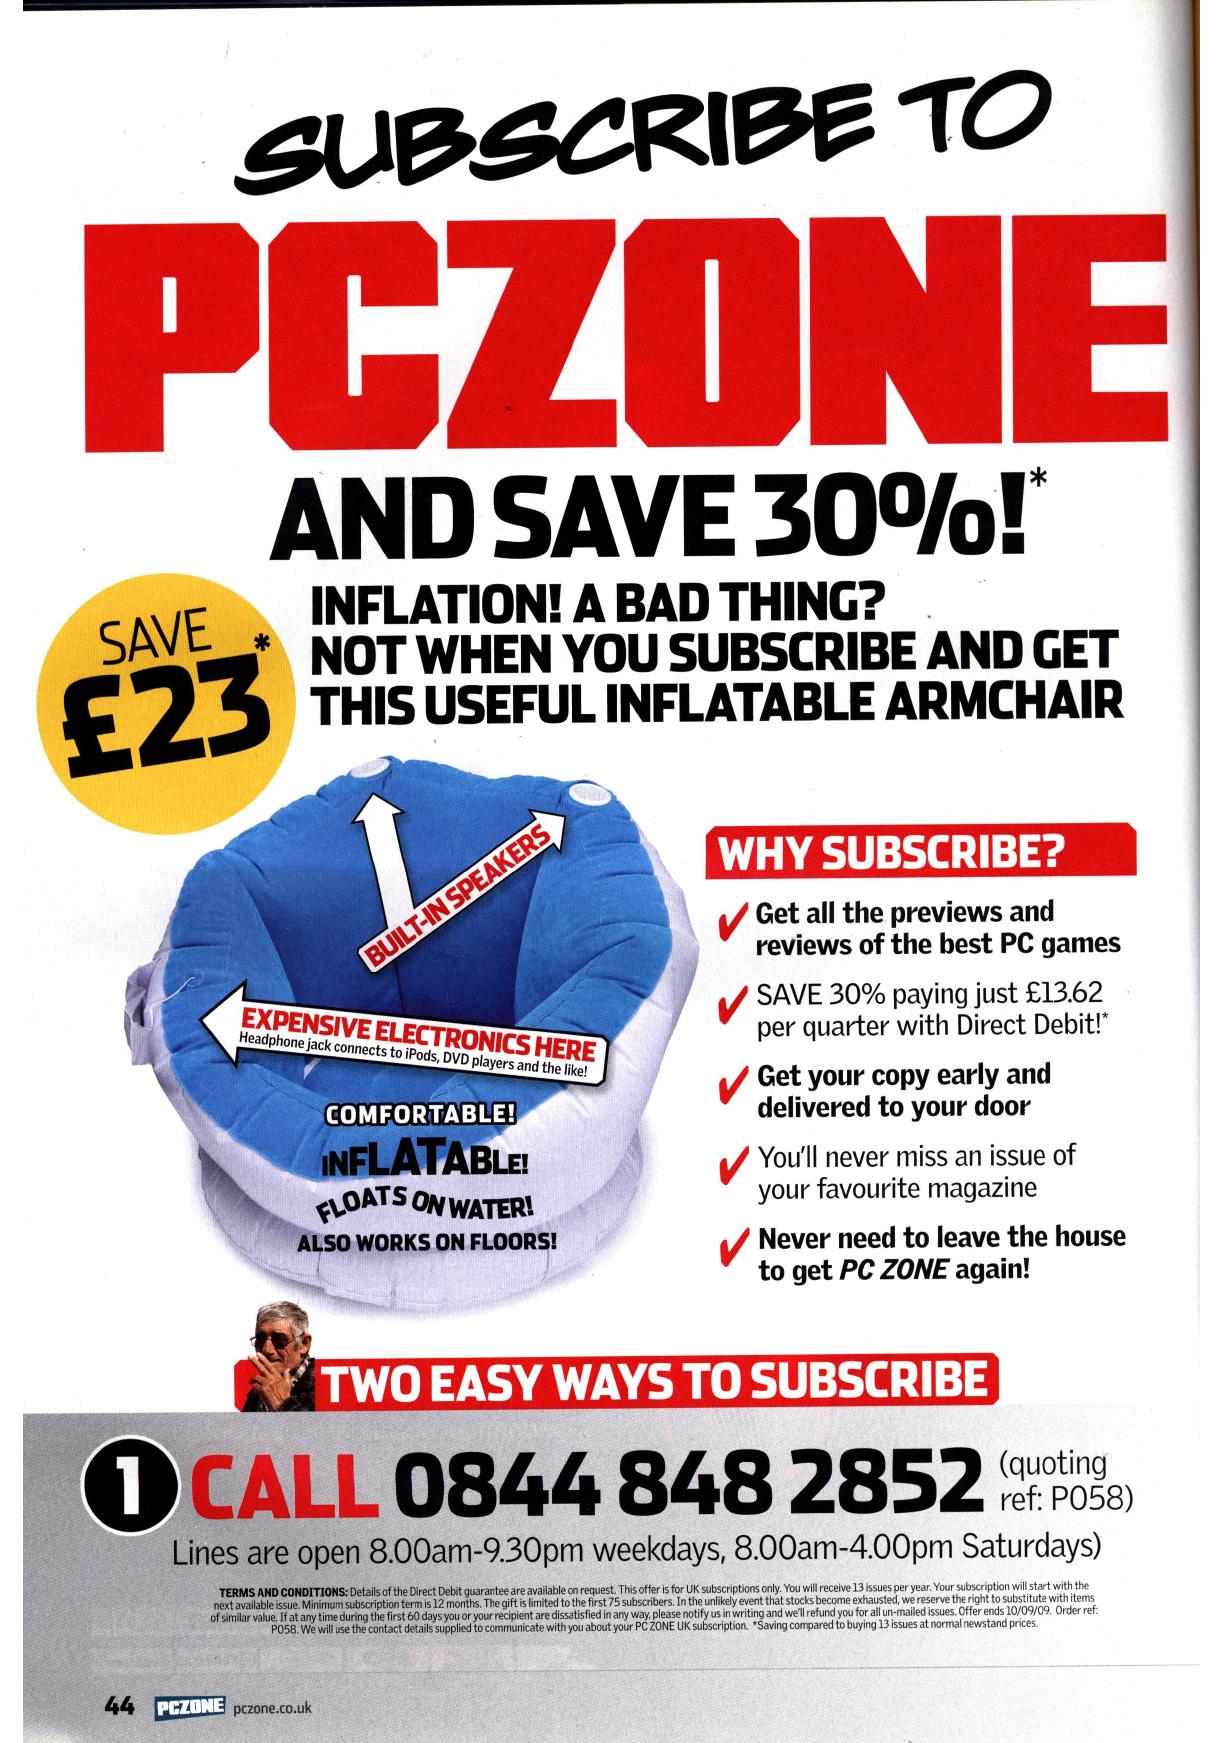 SUBSCRIBE TO
PCZONE
AND SAVE 30%!*
SAVE
£23*
INFLATION! A BAD THING?
NOT WHEN YOU SUBSCRIBE AND GET
THIS USEFUL INFLATABLE ARMCHAIR
BUILT-IN SPEAKERS
EXPENSIVE ELECTRONICS HERE
Headphone jack connects to iPods, DVD players and the like!
COMFORTABLE!
INFLATABLE!
FLOATS ON WATER!
ALSO WORKS ON FLOORS!
WHY SUBSCRIBE?
Get all the previews and
reviews of the best PC games
SAVE 30% paying just £13.62
per quarter with Direct Debit!*
Get your copy early and
delivered to your door
You'll never miss an issue of
your favourite magazine
Never need to leave the house
to get PC ZONE again!
TWO EASY WAYS TO SUBSCRIBE
1 CALL 0844 848 2852 (quoting
ref: P058)
Lines are open 8.00am-9.30pm weekdays, 8.00am-4.00pm Saturdays)
TERMS AND CONDITIONS: Details of the Direct Debit guarantee are available on request. This offer is for UK subscriptions only. You will receive 13 issues per year. Your subscription will start with the
next available issue. Minimum subscription term is 12 months. The gift is limited to the first 75 subscribers. In the unlikely event that stocks become exhausted, we reserve the right to substitute with items
of similar value. If at any time during the first 60 days you or your recipient are dissatisfied in any way, please notify us in writing and we'll refund you for all un-mailed issues. Offer ends 10/09/09. Order ref:
P058. We will use the contact details supplied to communicate with you about your PC ZONE UK subscription. *Saving compared to buying 13 issues at normal newstand prices.
44 PCZONE pczone.co.uk